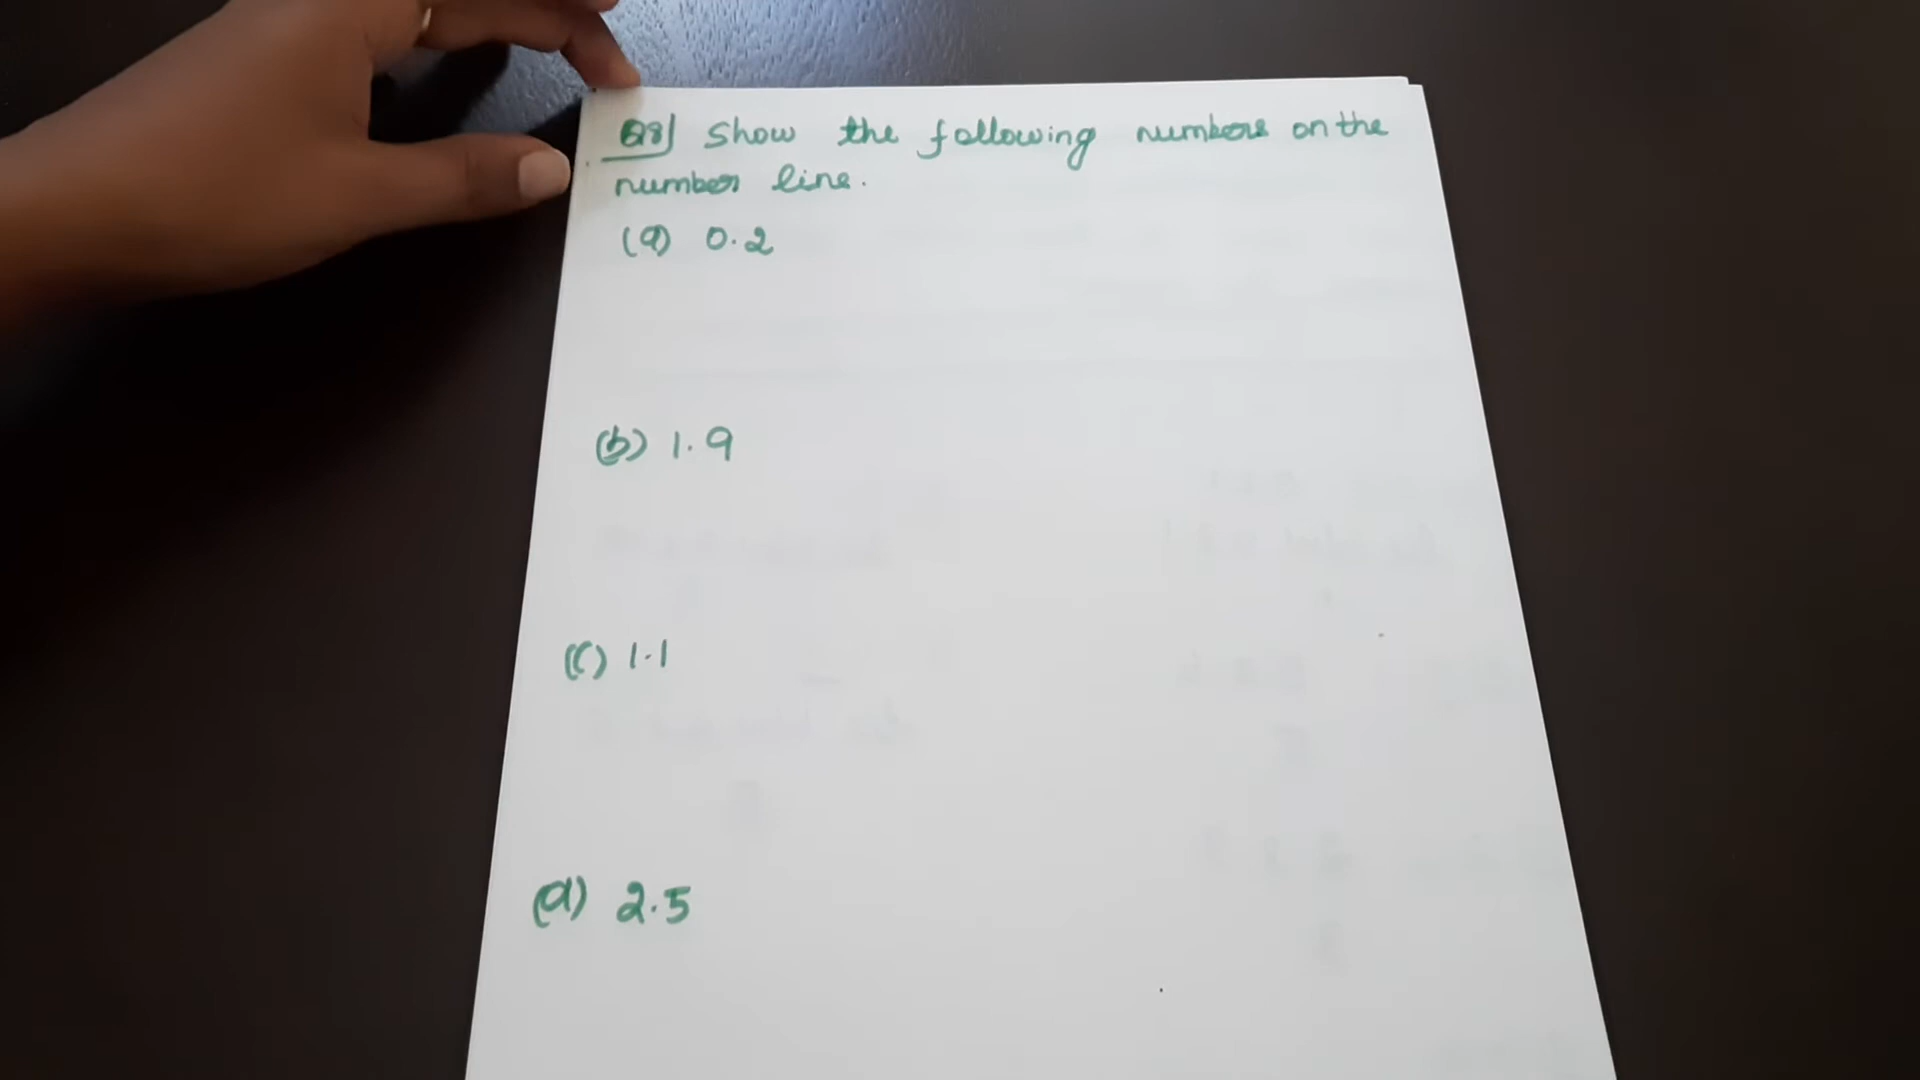 Q8) Show the following numbers on the
number line.
(a) 0.2
(b) 1.9
(c) 1.1
(d) 2.5